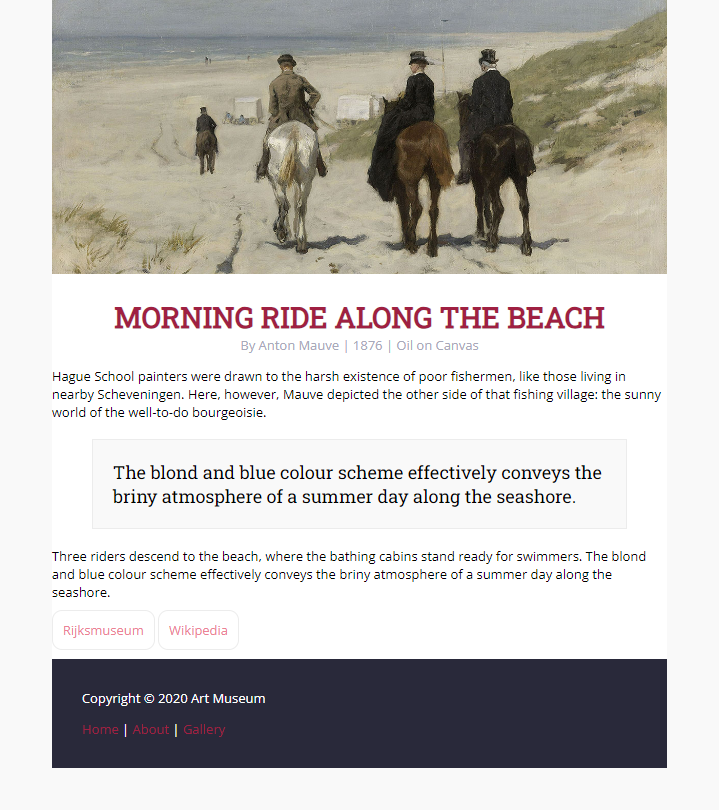 MORNING RIDE ALONG THE BEACH
By Anton Mauve | 1876 | Oil on Canvas
Hague School painters were drawn to the harsh existence of poor fishermen, like those living in
nearby Scheveningen. Here, however, Mauve depicted the other side of that fishing village: the sunny
world of the well-to-do bourgeoisie.
The blond and blue colour scheme effectively conveys the
briny atmosphere of a summer day along the seashore.
Three riders descend to the beach, where the bathing cabins stand ready for swimmers. The blond
and blue colour scheme effectively conveys the briny atmosphere of a summer day along the
seashore.
Rijksmuseum Wikipedia
Copyright © 2020 Art Museum
Home | About | Gallery